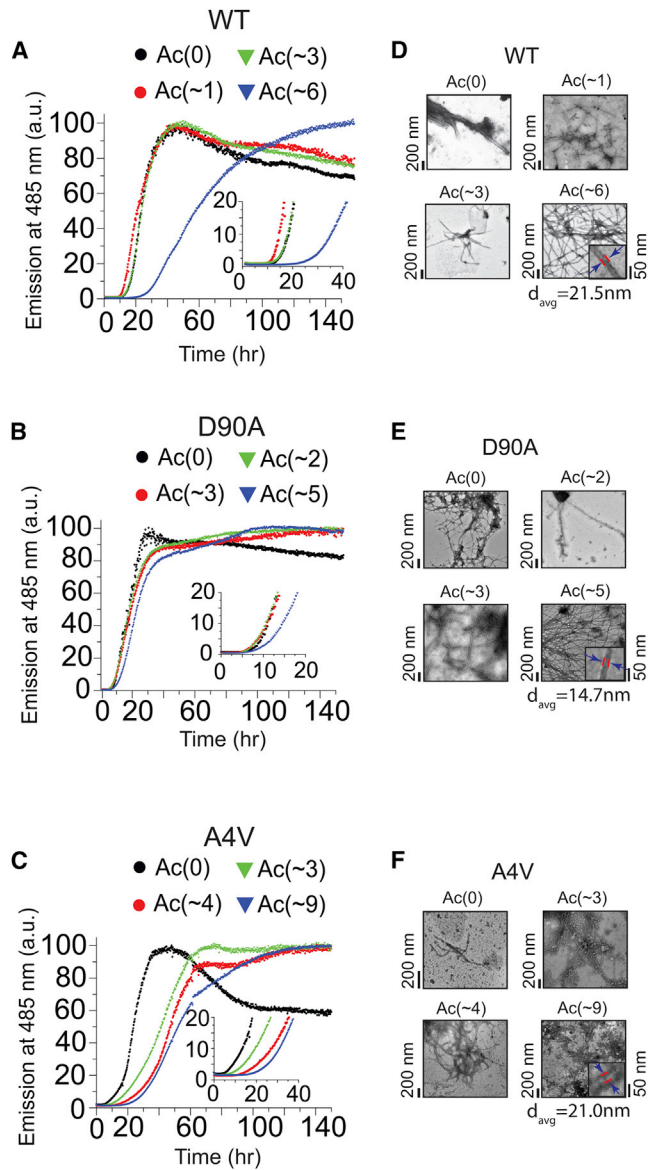 WT
A
Ac(0) Ac(~3)
Ac(~1) Ac(~6)
Emission at 485 nm (a.u.)
100
80
60
40
20
0
20
10
0
0 20 40
0 20 60 100 140
Time (hr)
D
WT
Ac(0) Ac(~1)
200 nm 200 nm
Ac(~3) Ac(~6)
200 nm 200 nm 50 nm
davg=21.5nm
B
D90A
Ac(0) Ac(~2)
Ac(~3) Ac(~5)
Emission at 485 nm (a.u.)
100
80
60
40
20
0
20
10
0
0 10 20
0 20 60 100 140
Time (hr)
E
D90A
Ac(0) Ac(~2)
200 nm 200 nm
Ac(~3) Ac(~5)
200 nm 200 nm 50 nm
davg=14.7nm
C
A4V
Ac(0) Ac(~3)
Ac(~4) Ac(~9)
Emission at 485 nm (a.u.)
100
80
60
40
20
0
20
10
0
0 20 40
0 20 60 100 140
Time (hr)
F
A4V
Ac(0) Ac(~3)
200 nm 200 nm
Ac(~4) Ac(~9)
200 nm 200 nm 50 nm
davg=21.0nm